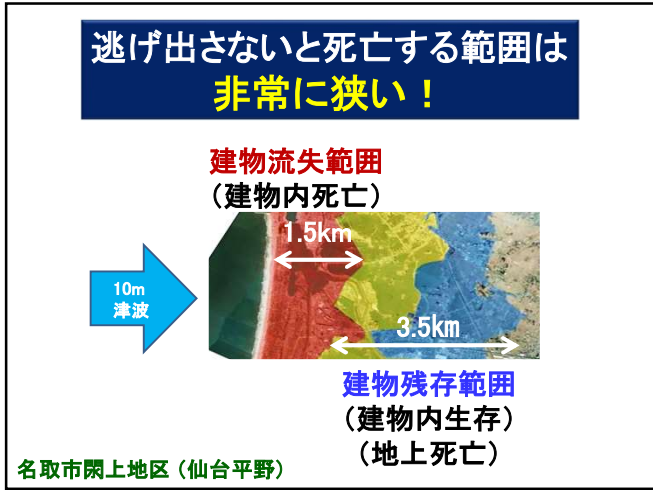 逃げ出さないと死亡する範囲は
非常に狭い！
建物流失範囲
（建物内死亡）
1.5km
10m
津波
3.5km
建物残存範囲
（建物内生存）
（地上死亡）
名取市閖上地区（仙台平野）